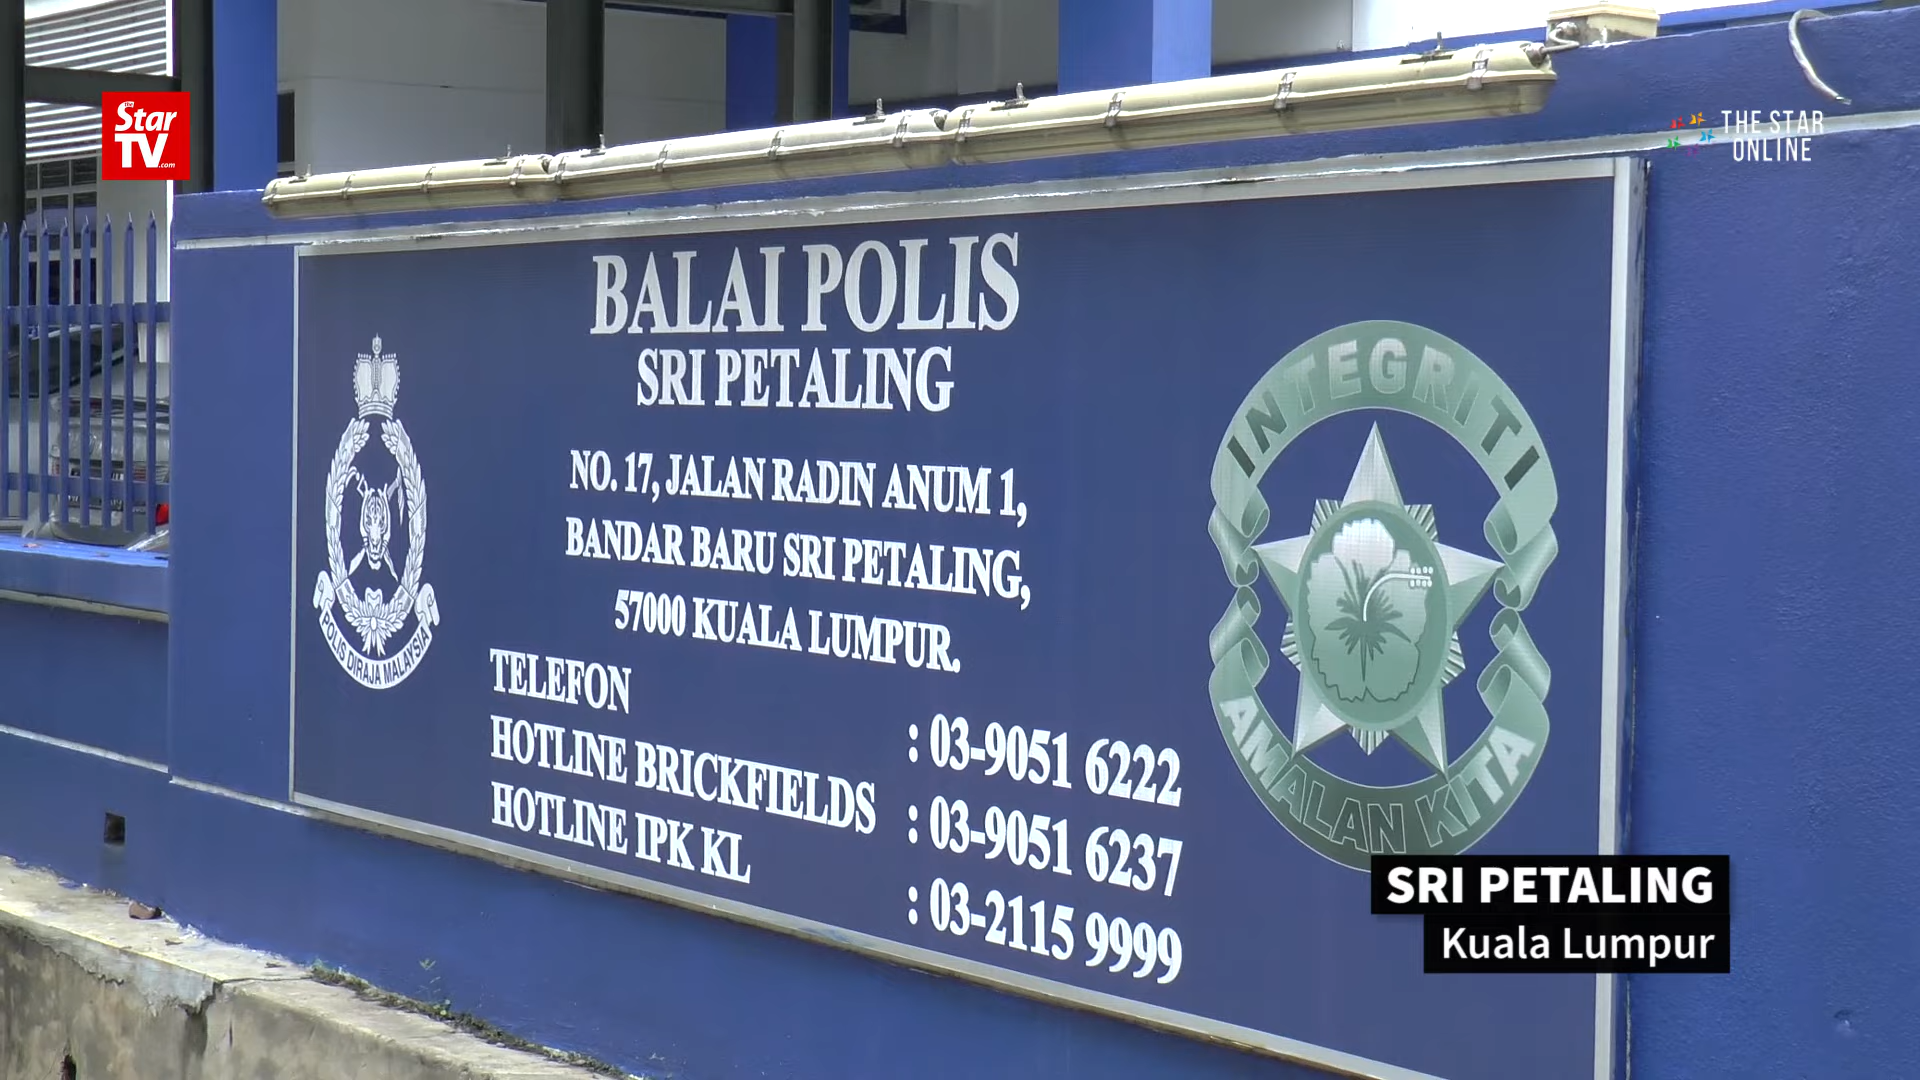 The Star
TV.com
THE STAR
ONLINE
BALAI POLIS
SRI PETALING
NO. 17, JALAN RADIN ANUM 1,
BANDAR BARU SRI PETALING,
57000 KUALA LUMPUR.
TELEFON : 03-9051 6222
HOTLINE BRICKFIELDS : 03-9051 6237
HOTLINE IPK KL : 03-2115 9999
POLIS DIRAJA MALAYSIA
INTEGRITI
AMALAN KITA
SRI PETALING
Kuala Lumpur